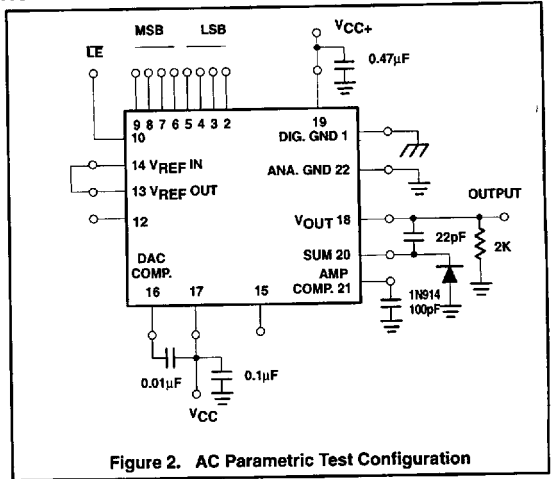 MSB LSB
VCC+
LE
0.47μF
9 8 7 6 5 4 3 2
10
19
DIG. GND 1
14 VREF IN
ANA. GND 22
13 VREF OUT
OUTPUT
12
VOUT 18
22pF
2K
DAC
COMP.
SUM 20
AMP
COMP. 21
16
17
15
1N914
100pF
0.01μF
0.1μF
VCC
Figure 2. AC Parametric Test Configuration